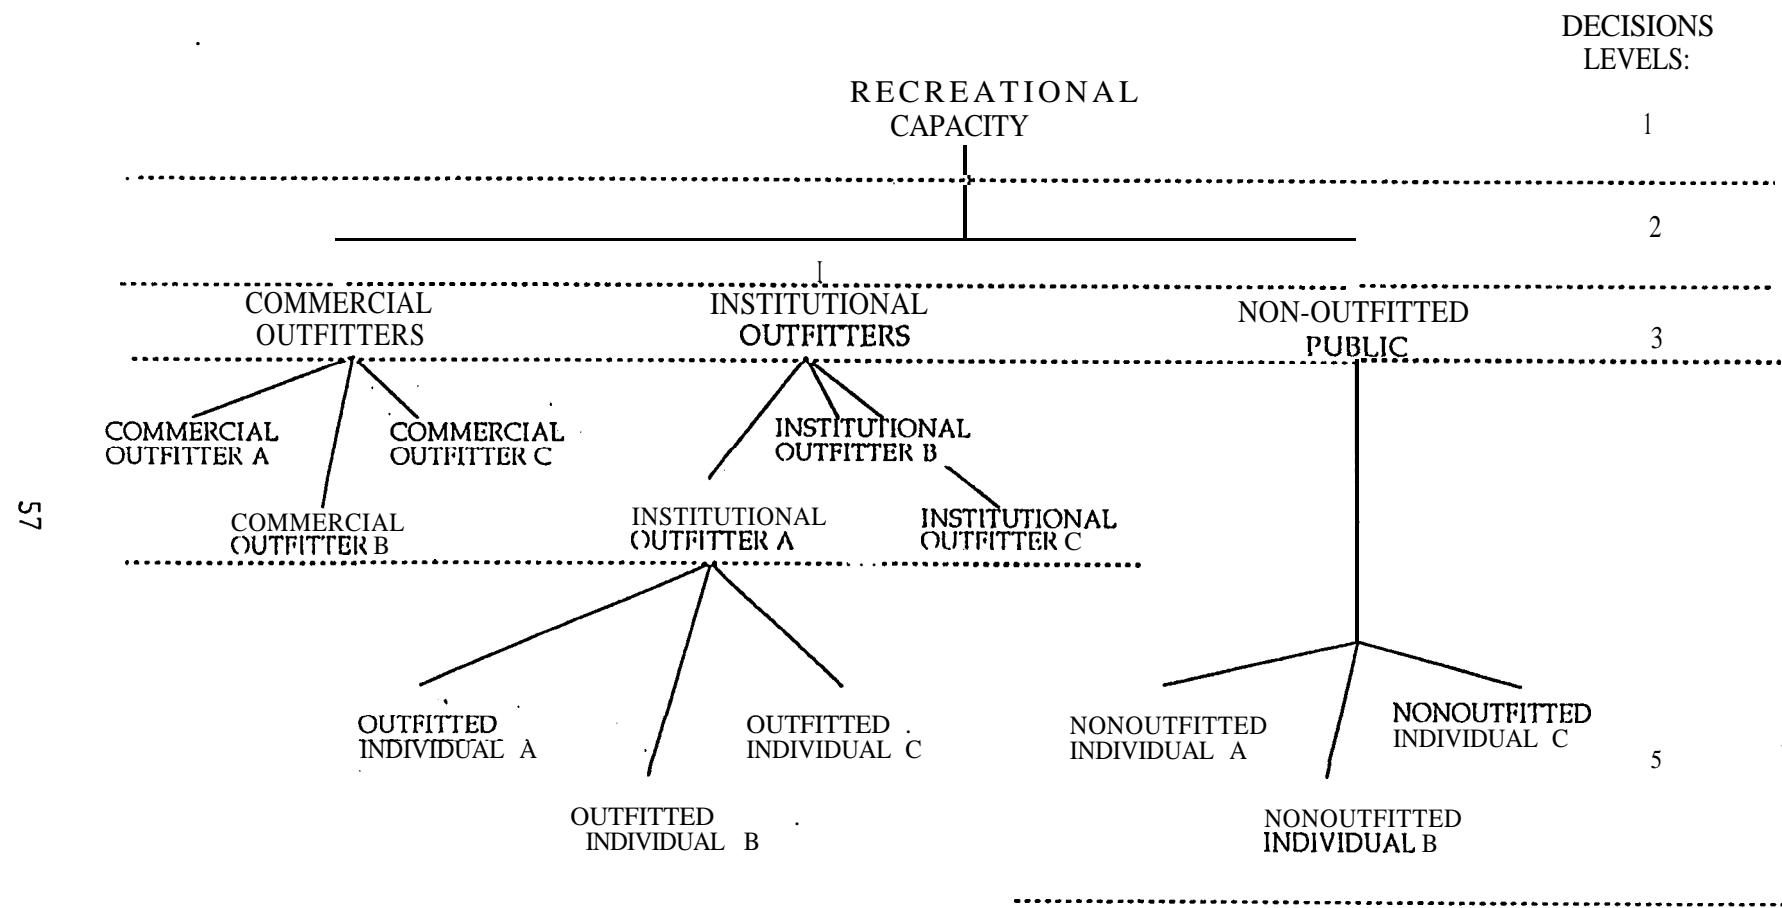 DECISIONS
LEVELS:
RECREATIONAL
CAPACITY
1
2
COMMERCIAL
OUTFITTERS
INSTITUTIONAL
OUTFITTERS
NON-OUTFITTED
PUBLIC
3
COMMERCIAL
OUTFITTER A
COMMERCIAL
OUTFITTER C
INSTITUTIONAL
OUTFITTER B
COMMERCIAL
OUTFITTER B
INSTITUTIONAL
OUTFITTER A
INSTITUTIONAL
OUTFITTER C
57
OUTFITTED
INDIVIDUAL A
OUTFITTED
INDIVIDUAL C
NONOUTFITTED
INDIVIDUAL A
NONOUTFITTED
INDIVIDUAL C
5
OUTFITTED
INDIVIDUAL B
NONOUTFITTED
INDIVIDUAL B